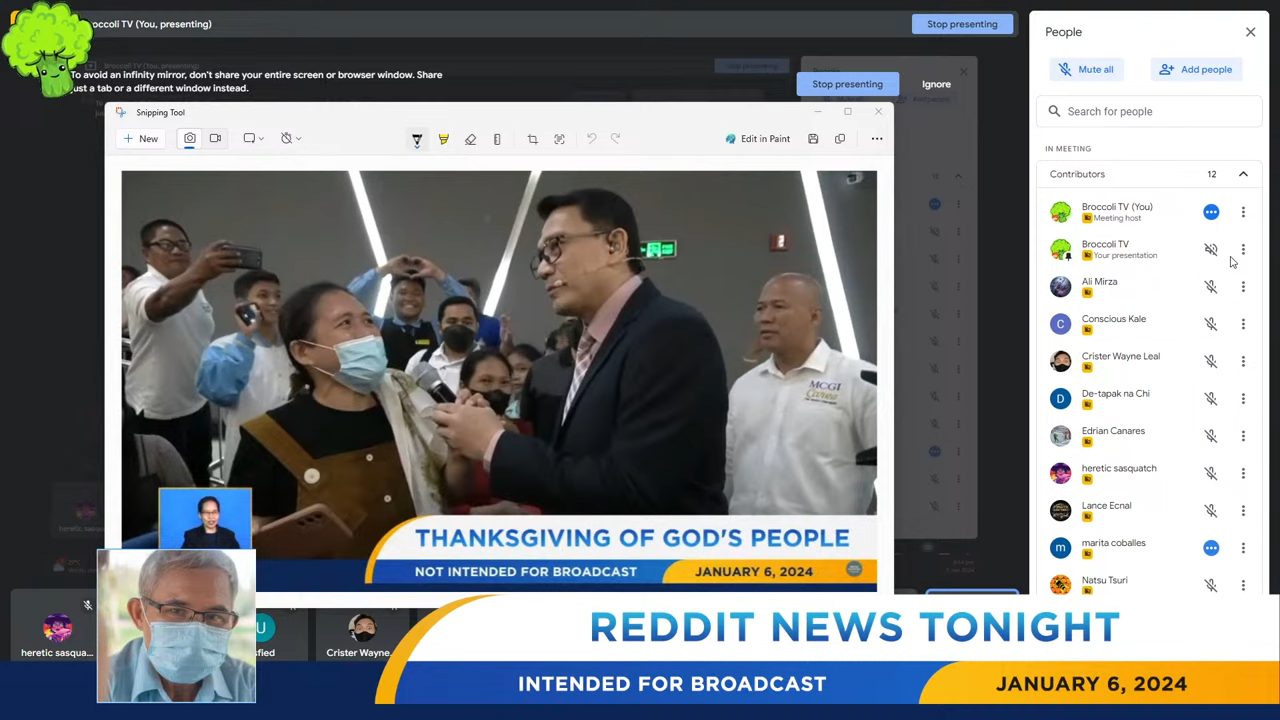 Broccoli TV (You, presenting)
Stop presenting
To avoid an infinity mirror, don't share your entire screen or browser window. Share
just a tab or a different window instead.
Stop presenting
Ignore
Snipping Tool
New
Edit in Paint
MCGI
Cares
THANKSGIVING OF GOD'S PEOPLE
NOT INTENDED FOR BROADCAST
JANUARY 6, 2024
People
Mute all
Add people
Search for people
IN MEETING
Contributors
12
Broccoli TV (You)
Meeting host
Broccoli TV
Your presentation
Ali Mirza
C
Conscious Kale
Crister Wayne Leal
D
De-tapak na Chi
Edrian Canares
heretic sasquatch
Lance Ecnal
m
marita coballes
Natsu Tsuri
heretic sasqua...
U
sfied
Crister Wayne...
REDDIT NEWS TONIGHT
INTENDED FOR BROADCAST
JANUARY 6, 2024